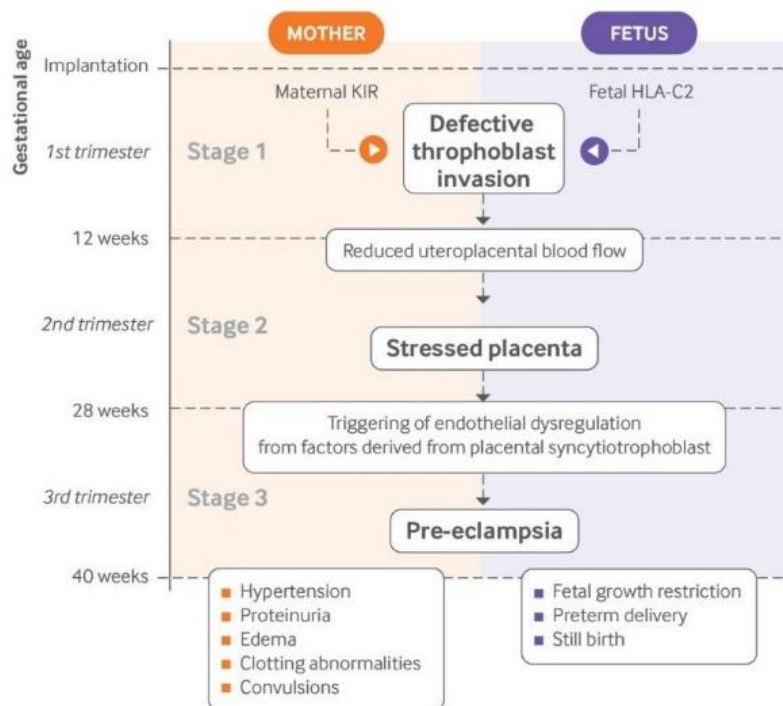 MOTHER
FETUS
Gestational age
Implantation
Maternal KIR
Fetal HLA-C2
Defective
throphoblast
invasion
1st trimester
Stage 1
12 weeks
Reduced uteroplacental blood flow
2nd trimester
Stage 2
Stressed placenta
28 weeks
Triggering of endothelial dysregulation
from factors derived from placental syncytiotrophoblast
3rd trimester
Stage 3
Pre-eclampsia
40 weeks
Hypertension
Proteinuria
Edema
Clotting abnormalities
Convulsions
Fetal growth restriction
Preterm delivery
Still birth